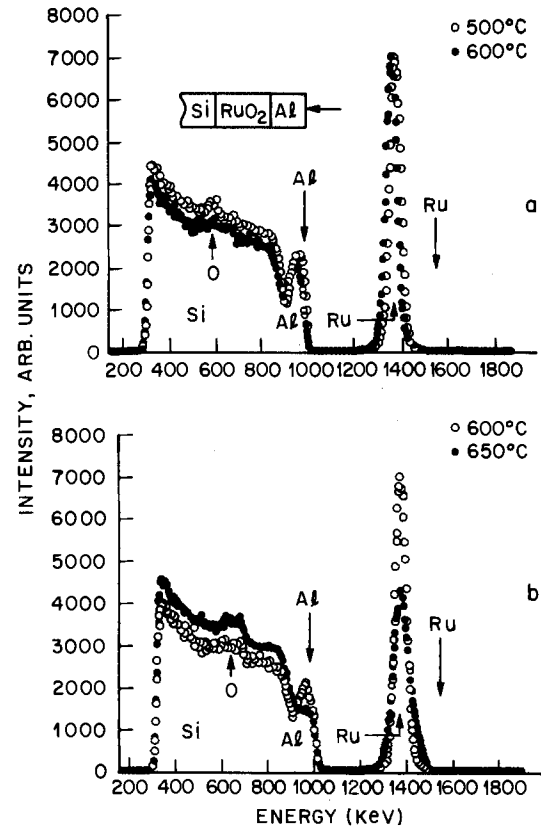 8000
7000
6000
5000
4000
3000
2000
1000
0
○ 500°C
● 600°C
Si RuO₂ Al
Al
Ru
a
O
Si
Al
Ru
200 400 600 800 1000 1200 1400 1600 1800
INTENSITY, ARB. UNITS
8000
7000
6000
5000
4000
3000
2000
1000
0
○ 600°C
● 650°C
b
Al
Ru
O
Si
Al
Ru
200 400 600 800 1000 1200 1400 1600 1800
ENERGY (KeV)